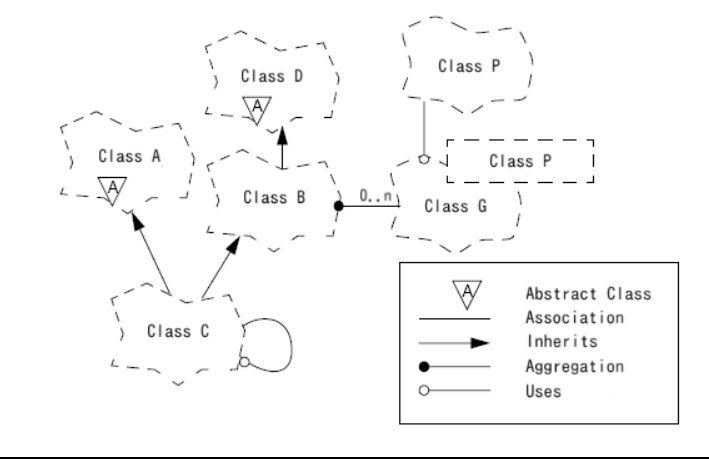 Class D
A
Class P
Class A
A
Class P
Class B
0..n
Class G
Class C
A
Abstract Class
Association
Inherits
Aggregation
Uses